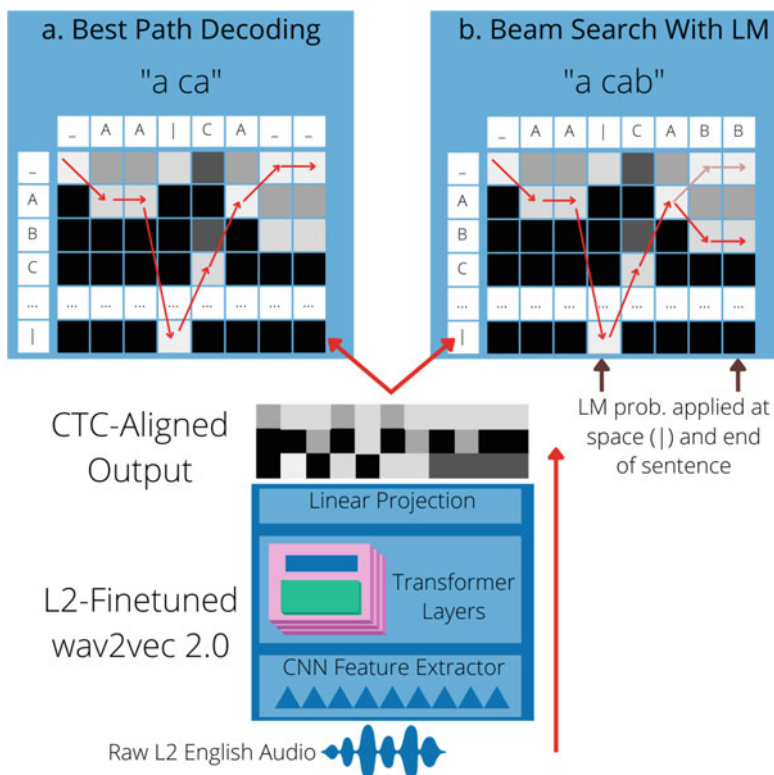 a. Best Path Decoding
"a ca"
_ A A | C A _ _
_
A
B
C
... ... ... ... ... ... ... ... ...
|
b. Beam Search With LM
"a cab"
_ A A | C A B B
_
A
B
C
... ... ... ... ... ... ... ... ...
|
LM prob. applied at
space (|) and end
of sentence
CTC-Aligned
Output
Linear Projection
L2-Finetuned
wav2vec 2.0
Transformer
Layers
CNN Feature Extractor
Raw L2 English Audio